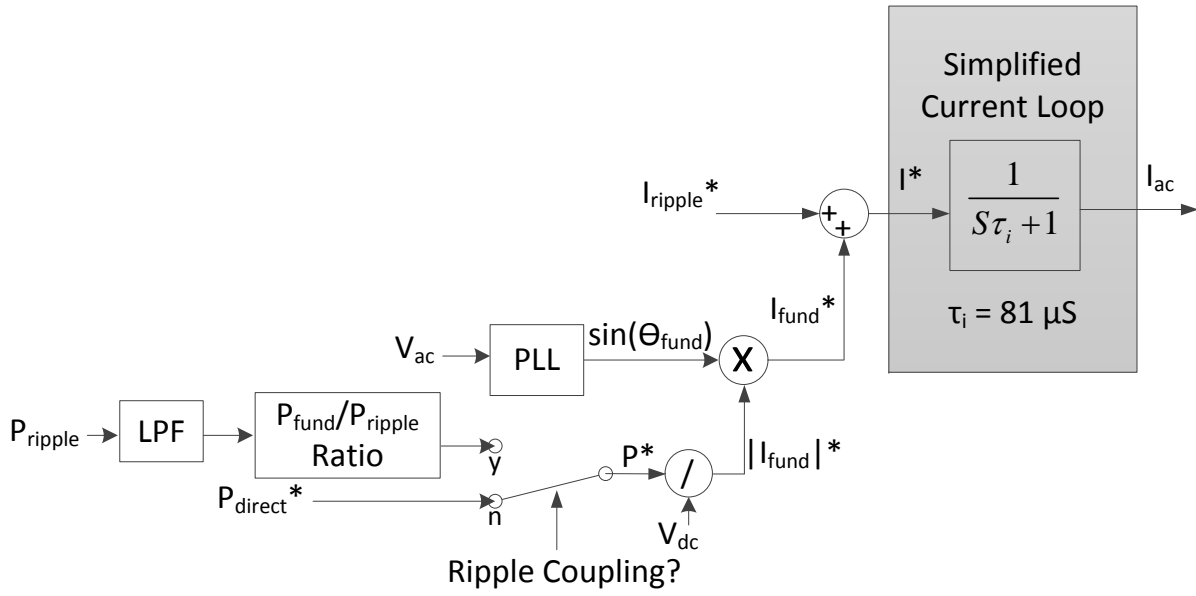 Simplified
Current Loop
I_ripple*
I*
1
Sτ_i + 1
I_ac
+
+
I_fund*
τ_i = 81 µS
V_ac
PLL
sin(Θ_fund)
X
P_ripple
LPF
P_fund/P_ripple
Ratio
y
P*
/
|I_fund|*
P_direct*
n
V_dc
Ripple Coupling?